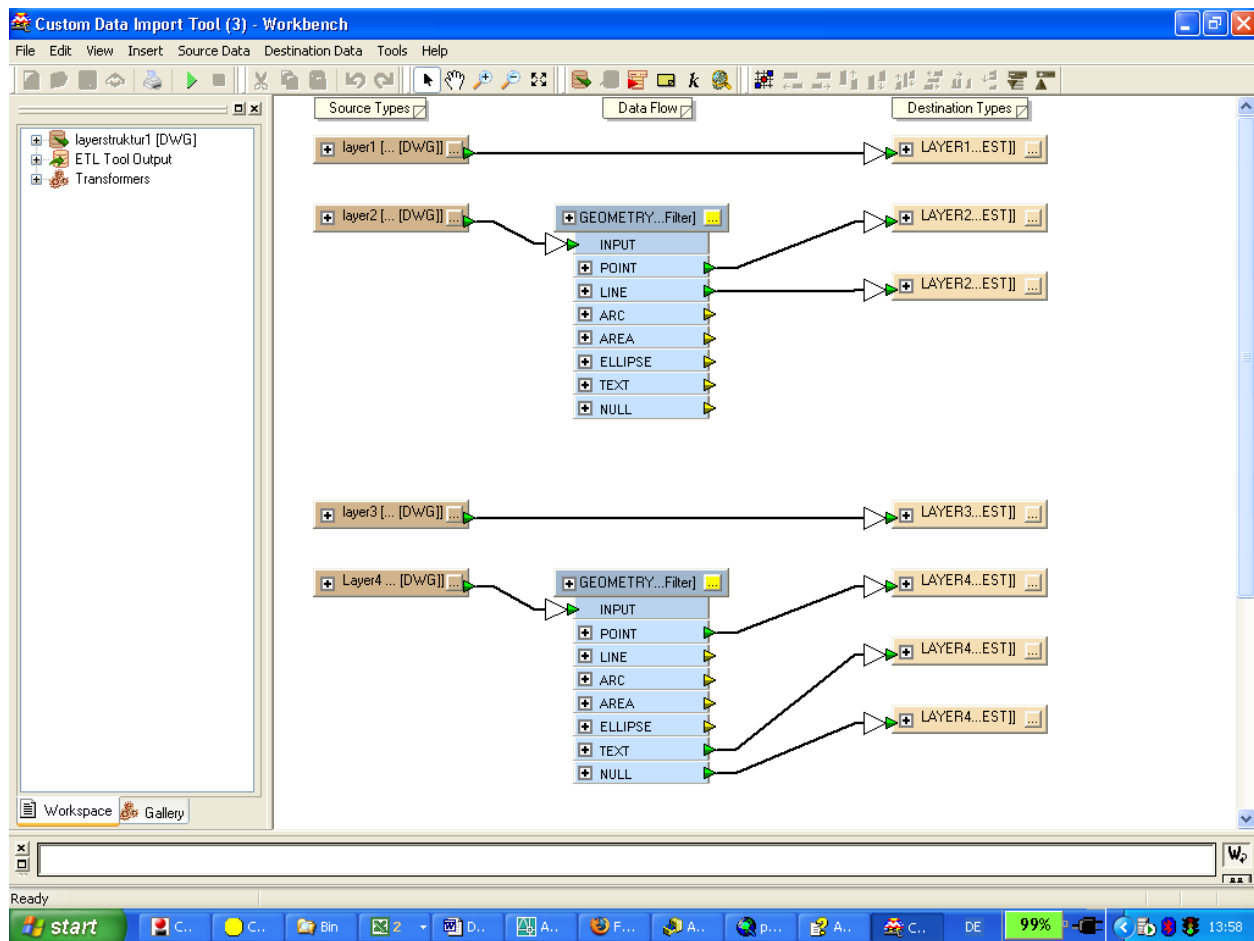 Custom Data Import Tool (3) - Workbench
File Edit View Insert Source Data Destination Data Tools Help
Source Types
Data Flow
Destination Types
layerstruktur1 [DWG]
ETL Tool Output
Transformers
layer1 [... [DWG]] ...
LAYER1...EST]] ...
layer2 [... [DWG]] ...
GEOMETRY...Filter] ...
INPUT
POINT
LINE
ARC
AREA
ELLIPSE
TEXT
NULL
LAYER2...EST]] ...
LAYER2...EST]] ...
layer3 [... [DWG]] ...
LAYER3...EST]] ...
Layer4 ... [DWG]] ...
GEOMETRY...Filter] ...
INPUT
POINT
LINE
ARC
AREA
ELLIPSE
TEXT
NULL
LAYER4...EST]] ...
LAYER4...EST]] ...
LAYER4...EST]] ...
Workspace Gallery
Ready
start C.. C.. Bin 2 D.. A.. F... A.. p... A.. C.. DE 99% 13:58